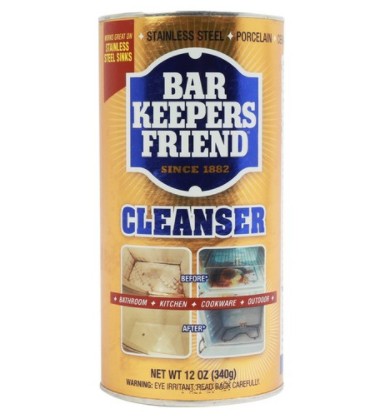 WORKS GREAT ON
STAINLESS
STEEL SINKS
STAINLESS STEEL • PORCELAIN
BAR
KEEPERS
FRIEND
SINCE 1882
CLEANSER
BEFORE*
• BATHROOM • KITCHEN • COOKWARE • OUTDOOR •
AFTER*
NET WT 12 OZ (340g)
WARNING: EYE IRRITANT. READ BACK CAREFULLY.